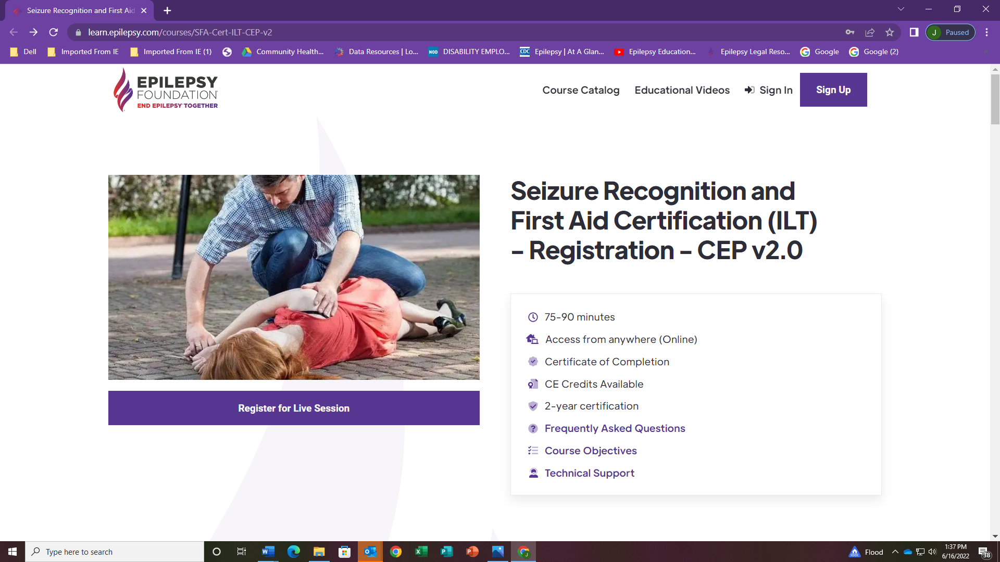 Seizure Recognition and First Aid
learn.epilepsy.com/courses/SFA-Cert-ILT-CEP-v2
J Paused
Dell Imported From IE Imported From IE (1) Community Health... Data Resources | Lo... NOD DISABILITY EMPLO... CDC Epilepsy | At A Glan... Epilepsy Education... Epilepsy Legal Reso... Google Google (2)
EPILEPSY
FOUNDATION
END EPILEPSY TOGETHER
Course Catalog Educational Videos Sign In Sign Up
Seizure Recognition and
First Aid Certification (ILT)
– Registration – CEP v2.0
75-90 minutes
Access from anywhere (Online)
Certificate of Completion
CE Credits Available
2-year certification
Frequently Asked Questions
Course Objectives
Technical Support
Register for Live Session
Type here to search
Flood
1:37 PM
6/16/2022
38